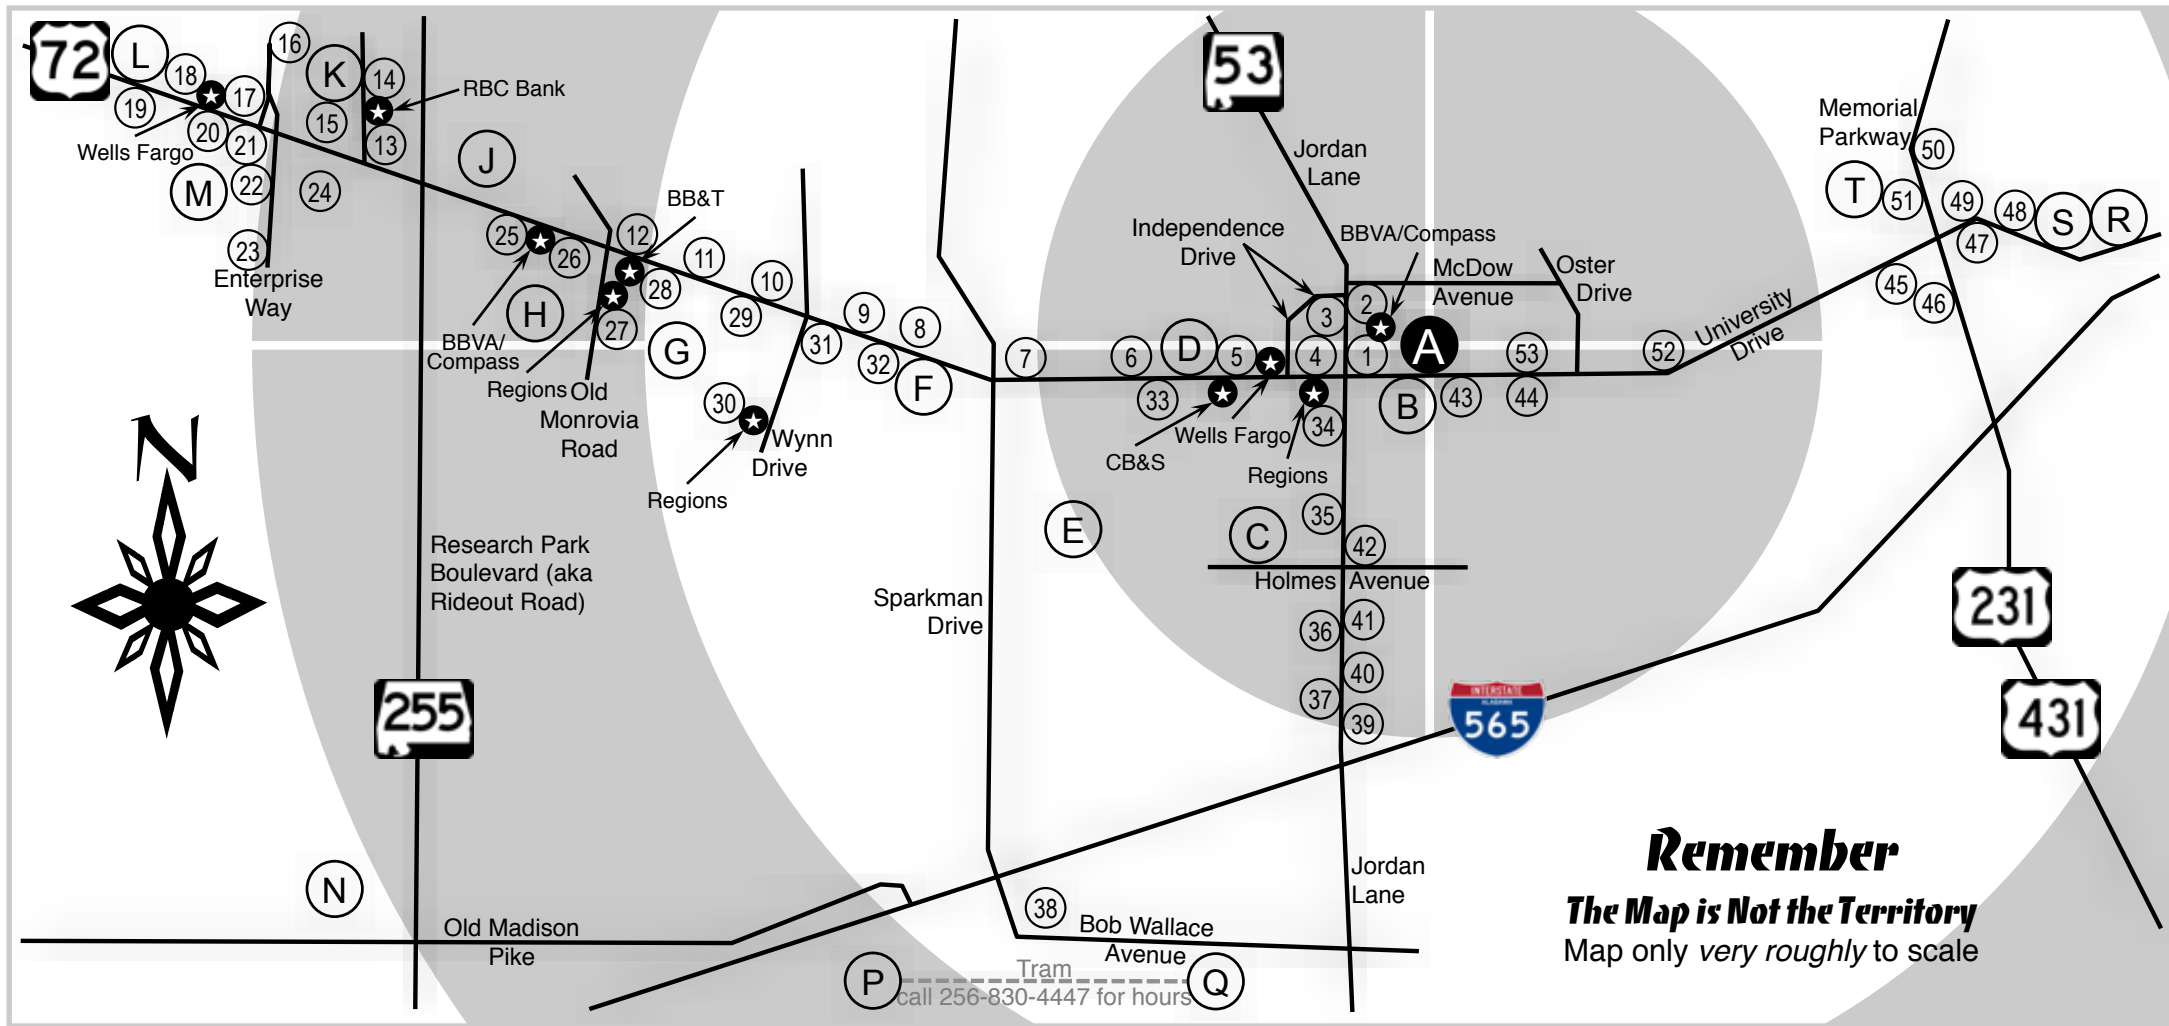 72
L
18
17
16
K
14
RBC Bank
19
20
21
15
13
Wells Fargo
M
22
24
23
Enterprise
Way
J
25
26
BBVA/
Compass
H
12
BB&T
11
28
27
Regions
Old
Monrovia
Road
G
29
10
30
Wynn
Drive
Regions
31
9
8
32
F
7
6
D
5
4
3
2
1
33
CB&S
Wells Fargo
Regions
34
53
Jordan
Lane
Independence
Drive
BBVA/Compass
McDow
Avenue
Oster
Drive
A
B
43
44
53
52
University
Drive
Memorial
Parkway
50
T
51
49
48
S
R
47
45
46
N
Research Park
Boulevard (aka
Rideout Road)
255
Sparkman
Drive
E
C
35
42
Holmes Avenue
36
41
40
37
39
INTERSTATE
ALABAMA
565
231
431
N
Old Madison
Pike
38
Bob Wallace
Avenue
Jordan
Lane
P
Tram
call 256-830-4447 for hours
Q
Remember
The Map is Not the Territory
Map only very roughly to scale